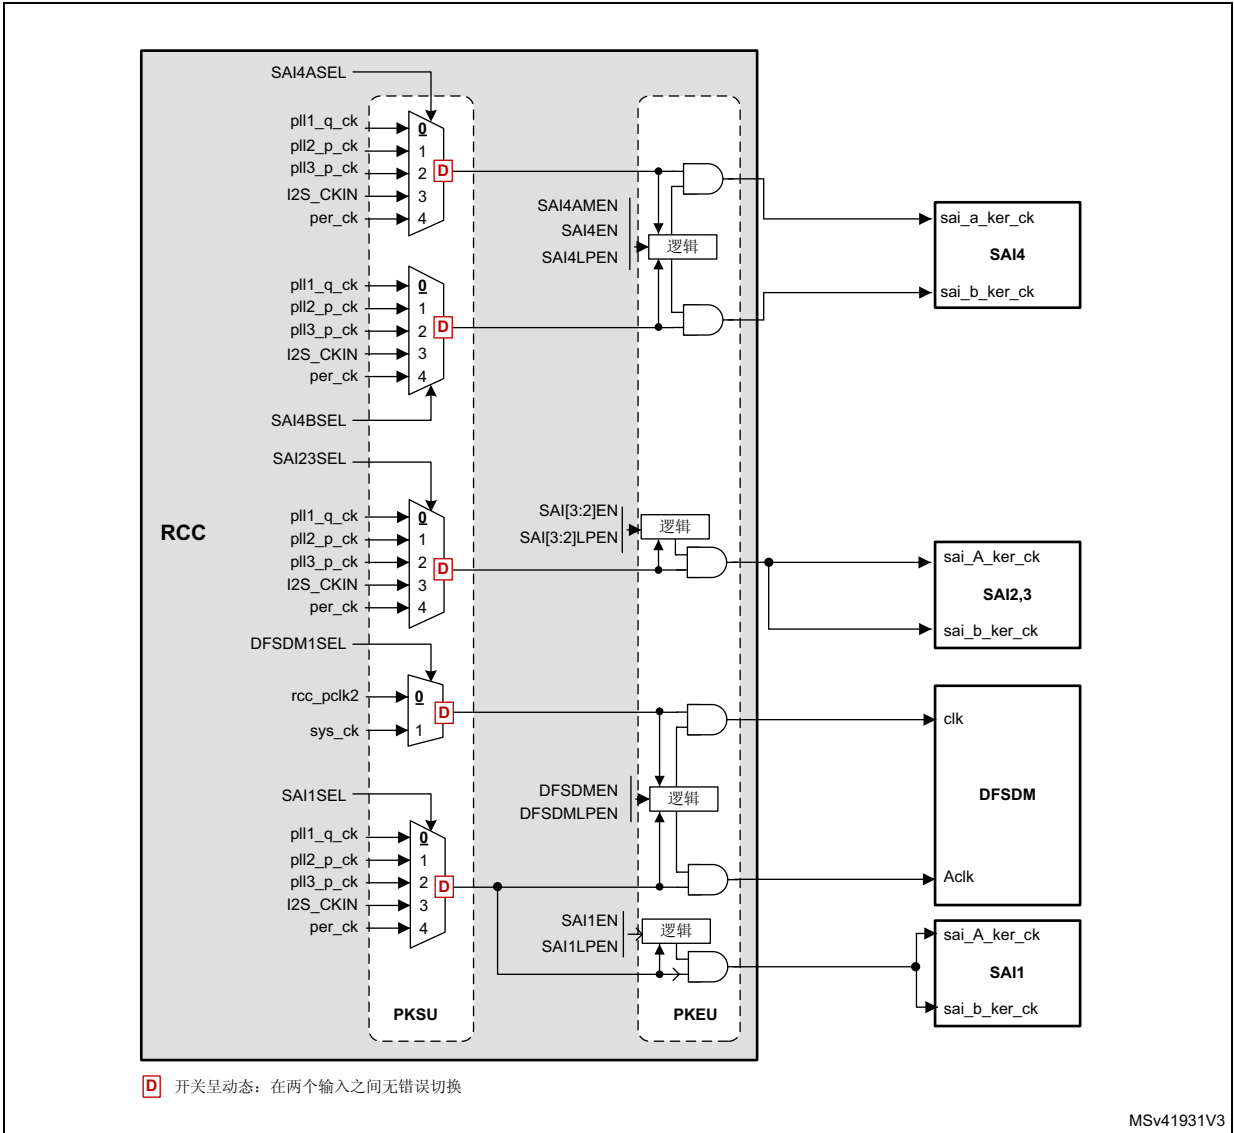 SAI4ASEL
pll1_q_ck
0
pll2_p_ck
1
pll3_p_ck
2
D
I2S_CKIN
3
per_ck
4
SAI4AMEN
SAI4EN
SAI4LPEN
逻辑
sai_a_ker_ck
SAI4
sai_b_ker_ck
pll1_q_ck
0
pll2_p_ck
1
pll3_p_ck
2
D
I2S_CKIN
3
per_ck
4
SAI4BSEL
SAI23SEL
RCC
pll1_q_ck
0
pll2_p_ck
1
pll3_p_ck
2
D
I2S_CKIN
3
per_ck
4
SAI[3:2]EN
SAI[3:2]LPEN
逻辑
sai_A_ker_ck
SAI2,3
sai_b_ker_ck
DFSDM1SEL
rcc_pclk2
0
D
sys_ck
1
clk
DFSDM
Aclk
DFSDMEN
DFSDMLPEN
逻辑
SAI1SEL
pll1_q_ck
0
pll2_p_ck
1
pll3_p_ck
2
D
I2S_CKIN
3
per_ck
4
SAI1EN
SAI1LPEN
逻辑
sai_A_ker_ck
SAI1
sai_b_ker_ck
PKSU
PKEU
D 开关呈动态：在两个输入之间无错误切换
MSv41931V3